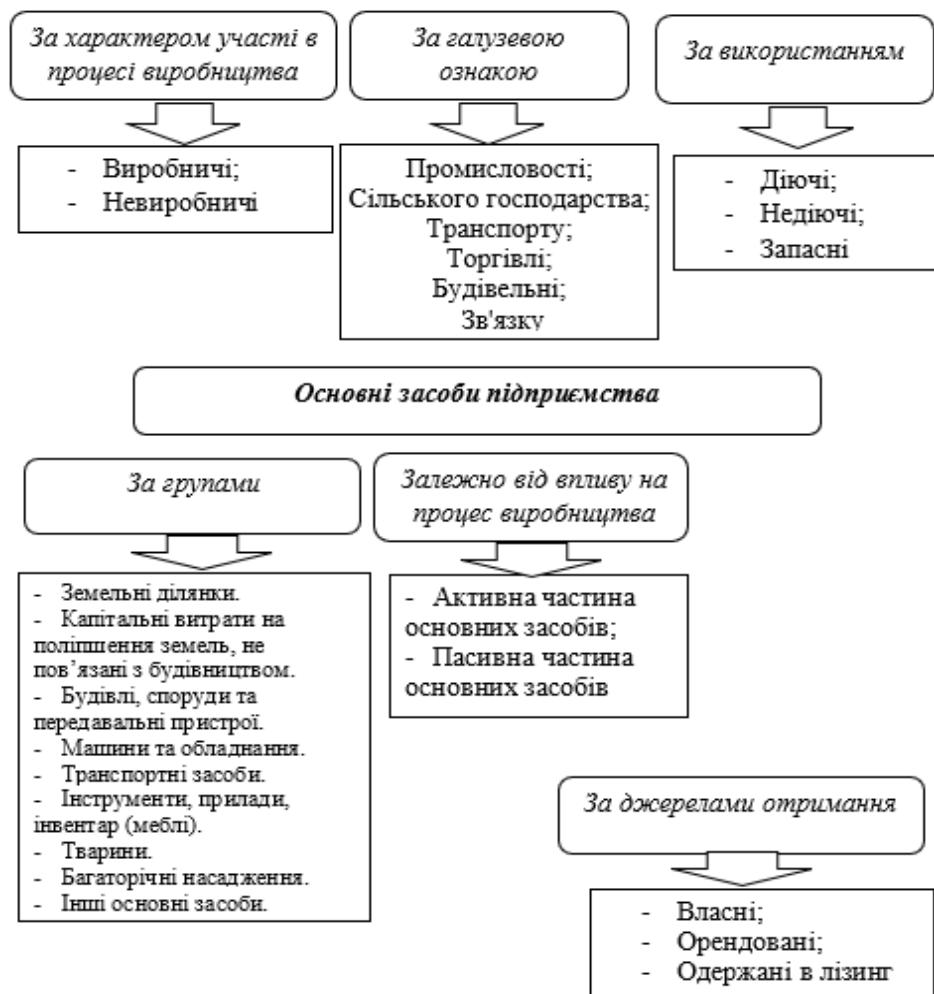 За характером участі в
процесі виробництва
За галузевою
ознакою
За використанням
- Виробничі;
- Невиробничі
Промисловості;
Сільського господарства;
Транспорту;
Торгівлі;
Будівельні;
Зв'язку
- Діючі;
- Недіючі;
- Запасні
Основні засоби підприємства
За групами
Залежно від впливу на
процес виробництва
- Земельні ділянки.
- Капітальні витрати на
поліпшення земель, не
пов’язані з будівництвом.
- Будівлі, споруди та
передавальні пристрої.
- Машини та обладнання.
- Транспортні засоби.
- Інструменти, прилади,
інвентар (меблі).
- Тварини.
- Багаторічні насадження.
- Інші основні засоби.
- Активна частина
основних засобів;
- Пасивна частина
основних засобів
За джерелами отримання
- Власні;
- Орендовані;
- Одержані в лізинг